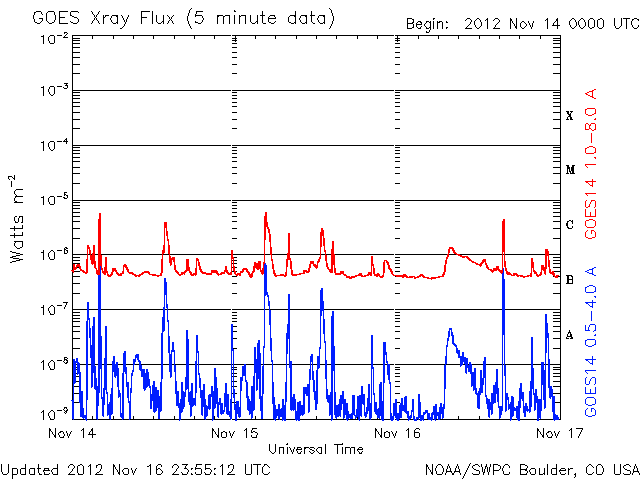 GOES Xray Flux (5 minute data)
Begin: 2012 Nov 14 0000 UTC
10⁻²
10⁻³
10⁻⁴
10⁻⁵
10⁻⁶
10⁻⁷
10⁻⁸
10⁻⁹
Watts m⁻²
X
M
C
B
A
GOES14 1.0-8.0 A
GOES14 0.5-4.0 A
Nov 14
Nov 15
Nov 16
Nov 17
Universal Time
Updated 2012 Nov 16 23:55:12 UTC
NOAA/SWPC Boulder, CO USA